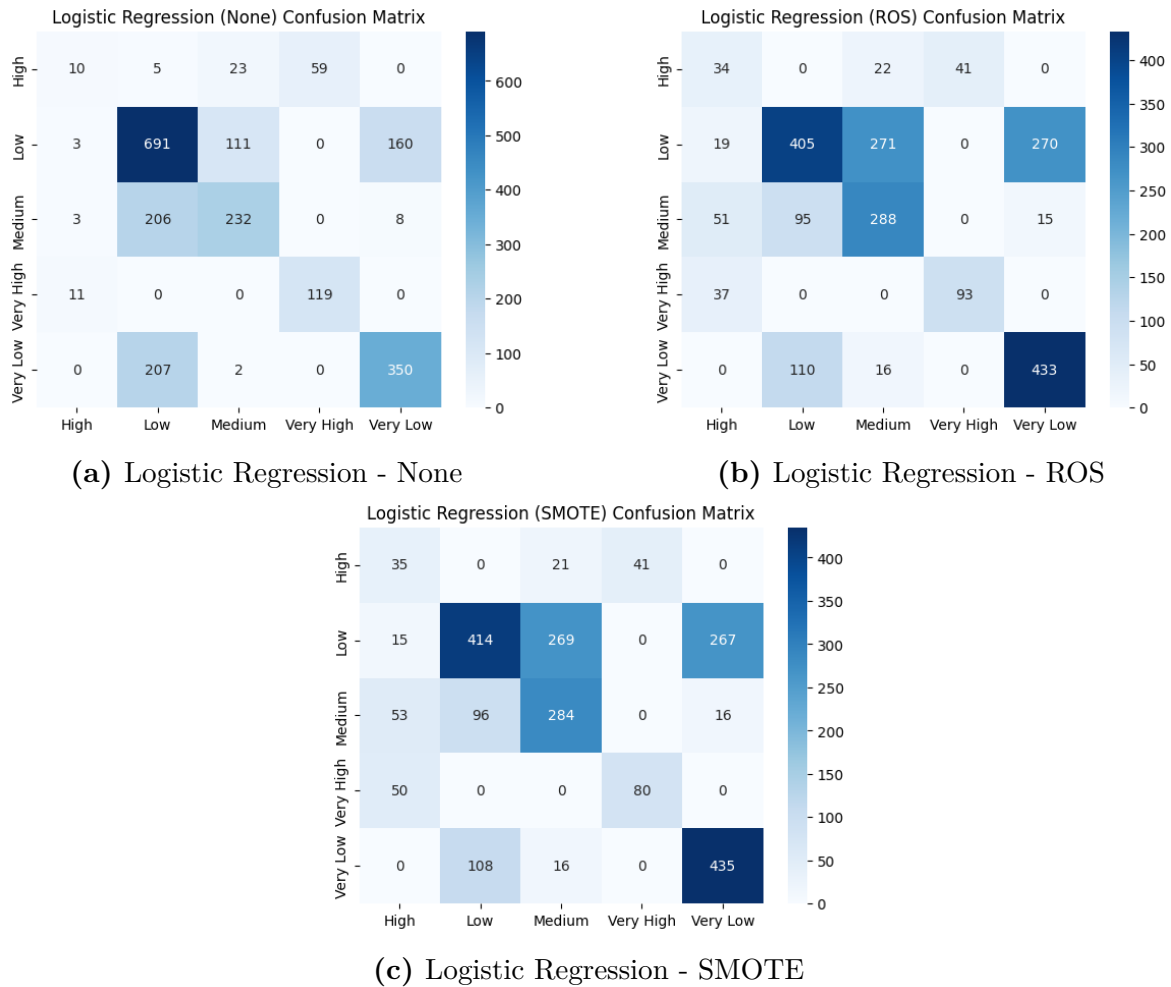 Logistic Regression (None) Confusion Matrix
High 10 5 23 59 0
Low 3 691 111 0 160
Medium 3 206 232 0 8
Very High 11 0 0 119 0
Very Low 0 207 2 0 350
High Low Medium Very High Very Low
600
500
400
300
200
100
0
(a) Logistic Regression - None
Logistic Regression (ROS) Confusion Matrix
High 34 0 22 41 0
Low 19 405 271 0 270
Medium 51 95 288 0 15
Very High 37 0 0 93 0
Very Low 0 110 16 0 433
High Low Medium Very High Very Low
400
350
300
250
200
150
100
50
0
(b) Logistic Regression - ROS
Logistic Regression (SMOTE) Confusion Matrix
High 35 0 21 41 0
Low 15 414 269 0 267
Medium 53 96 284 0 16
Very High 50 0 0 80 0
Very Low 0 108 16 0 435
High Low Medium Very High Very Low
400
350
300
250
200
150
100
50
0
(c) Logistic Regression - SMOTE